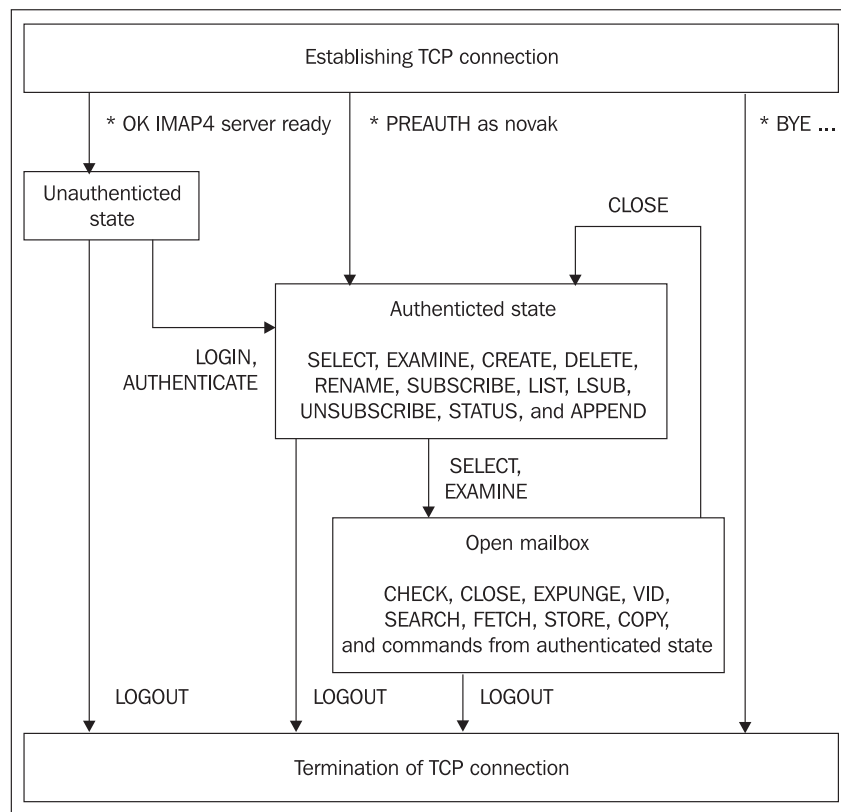 Establishing TCP connection
* OK IMAP4 server ready
* PREAUTH as novak
* BYE ...
Unauthenticted
state
CLOSE
Authenticted state
LOGIN,
AUTHENTICATE
SELECT, EXAMINE, CREATE, DELETE,
RENAME, SUBSCRIBE, LIST, LSUB,
UNSUBSCRIBE, STATUS, and APPEND
SELECT,
EXAMINE
Open mailbox
CHECK, CLOSE, EXPUNGE, VID,
SEARCH, FETCH, STORE, COPY,
and commands from authenticated state
LOGOUT
LOGOUT
LOGOUT
Termination of TCP connection